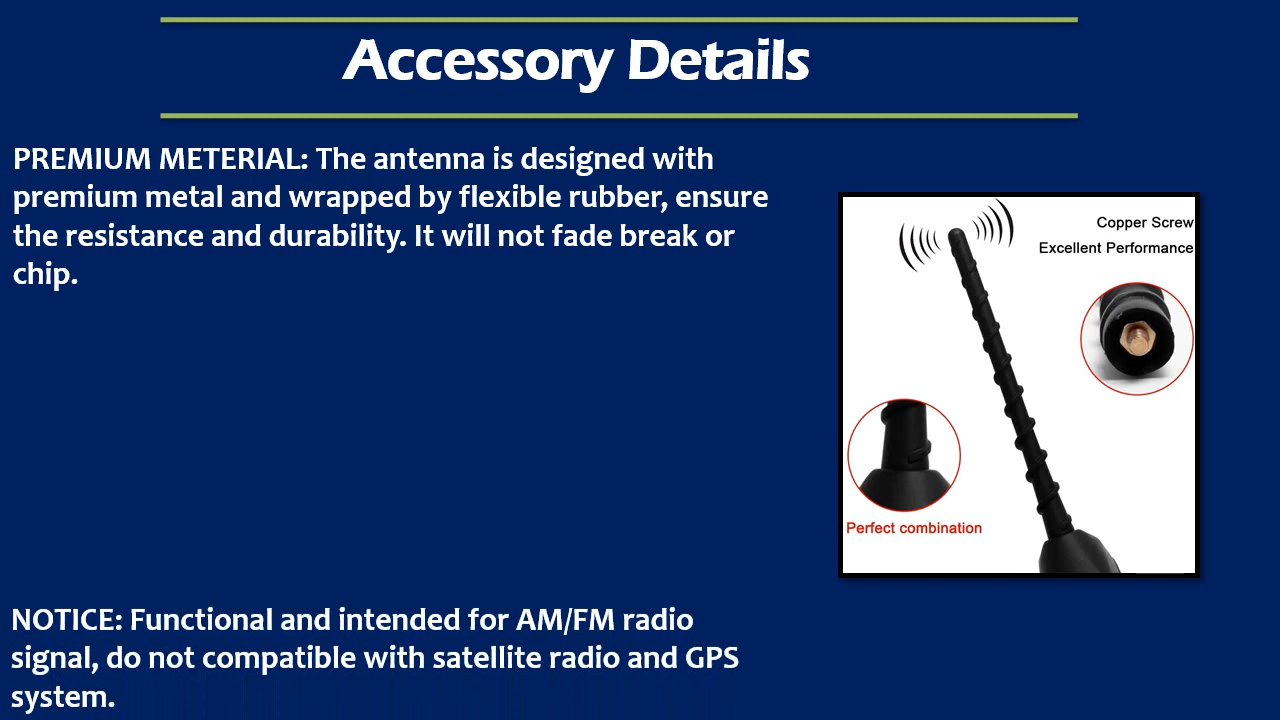 Accessory Details
PREMIUM METERIAL: The antenna is designed with
premium metal and wrapped by flexible rubber, ensure
the resistance and durability. It will not fade break or
chip.
Copper Screw
Excellent Performance
Perfect combination
NOTICE: Functional and intended for AM/FM radio
signal, do not compatible with satellite radio and GPS
system.